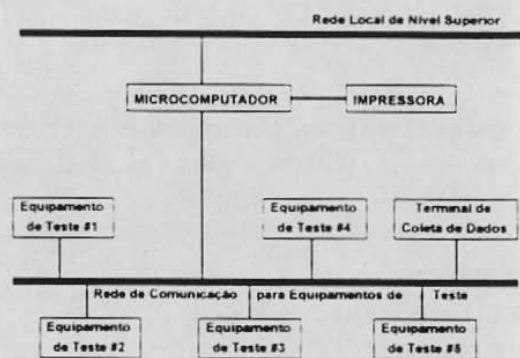 Rede Local de Nível Superior
MICROCOMPUTADOR
IMPRESSORA
Equipamento
de Teste #1
Equipamento
de Teste #4
Terminal de
Coleta de Dados
Rede de Comunicação para Equipamentos de Teste
Equipamento
de Teste #2
Equipamento
de Teste #3
Equipamento
de Teste #5